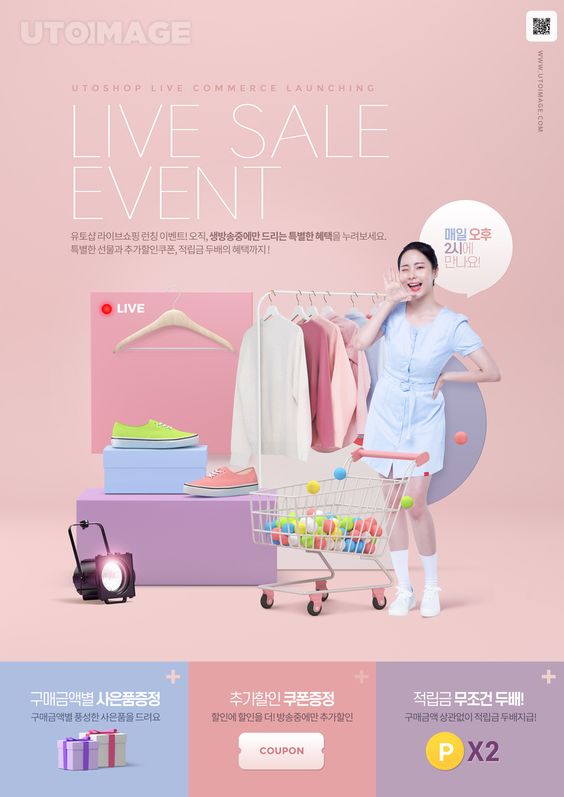 UTOIMAGE
WWW.UTOIMAGE.COM
UTOSHOP LIVE COMMERCE LAUNCHING
LIVE SALE
EVENT
유토샵 라이브쇼핑 런칭 이벤트! 오직, 생방송중에만 드리는 특별한 혜택을 누려보세요.
특별한 선물과 추가할인쿠폰, 적립금 두배의 혜택까지!
매일 오후
2시에
만나요!
LIVE
구매금액별 사은품증정
구매금액별 풍성한 사은품을 드려요
추가할인 쿠폰증정
할인에 할인을 더! 방송중에만 추가할인
COUPON
적립금 무조건 두배!
구매금액 상관없이 적립금 두배지급!
P X2